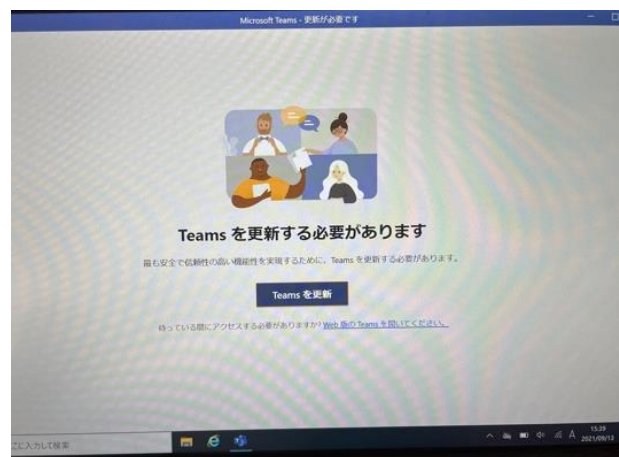 Microsoft Teams - 更新が必要です
Teams を更新する必要があります
最も安全で信頼性の高い機能性を実現するために、Teams を更新する必要があります。
Teams を更新
待っている間にアクセスする必要がありますか? Web 版の Teams を開いてください。
こに入力して検索
A
15:29
2021/09/13